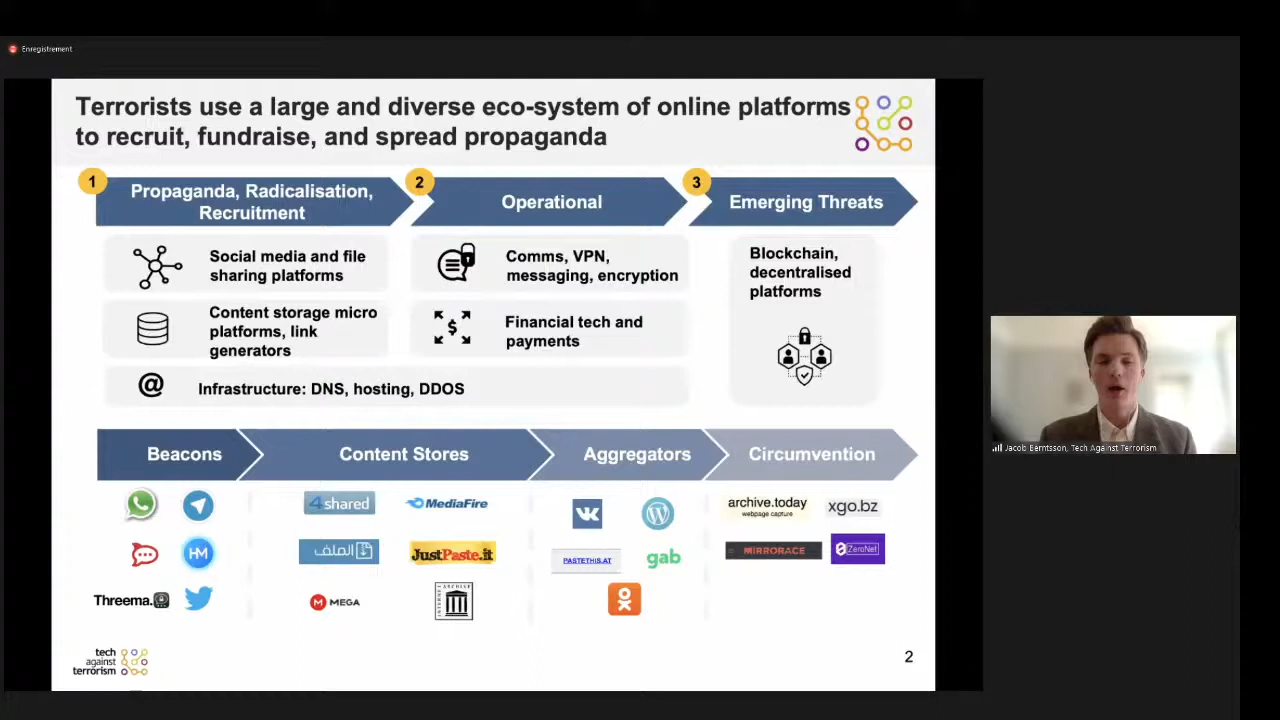 Enregistrement
Terrorists use a large and diverse eco-system of online platforms
to recruit, fundraise, and spread propaganda
1
Propaganda, Radicalisation,
Recruitment
2
Operational
3
Emerging Threats
Social media and file
sharing platforms
Comms, VPN,
messaging, encryption
Blockchain,
decentralised
platforms
Content storage micro
platforms, link
generators
$
Financial tech and
payments
@
Infrastructure: DNS, hosting, DDOS
Beacons
Content Stores
Aggregators
Circumvention
4shared
MediaFire
archive.today
webpage capture
xgo.bz
HM
الملف
JustPaste.it
PASTETHIS.AT
gab
MIRRORACE
ZeroNet
Threema.
M MEGA
INTERNET ARCHIVE
tech
against
terrorism
2
Jacob Berntsson, Tech Against Terrorism